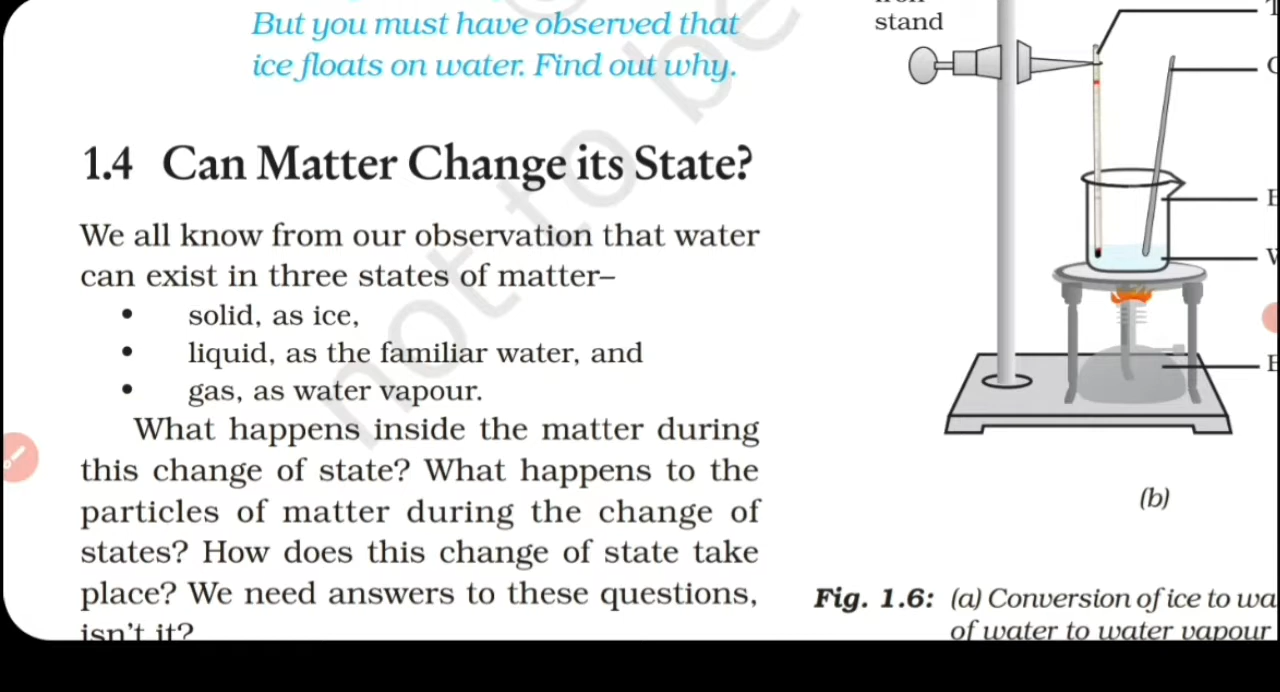 But you must have observed that
ice floats on water. Find out why.
1.4 Can Matter Change its State?
We all know from our observation that water
can exist in three states of matter–
• solid, as ice,
• liquid, as the familiar water, and
• gas, as water vapour.
What happens inside the matter during
this change of state? What happens to the
particles of matter during the change of
states? How does this change of state take
place? We need answers to these questions,
isn't it?
stand
(b)
Fig. 1.6: (a) Conversion of ice to wa
of water to water vapour
not to be